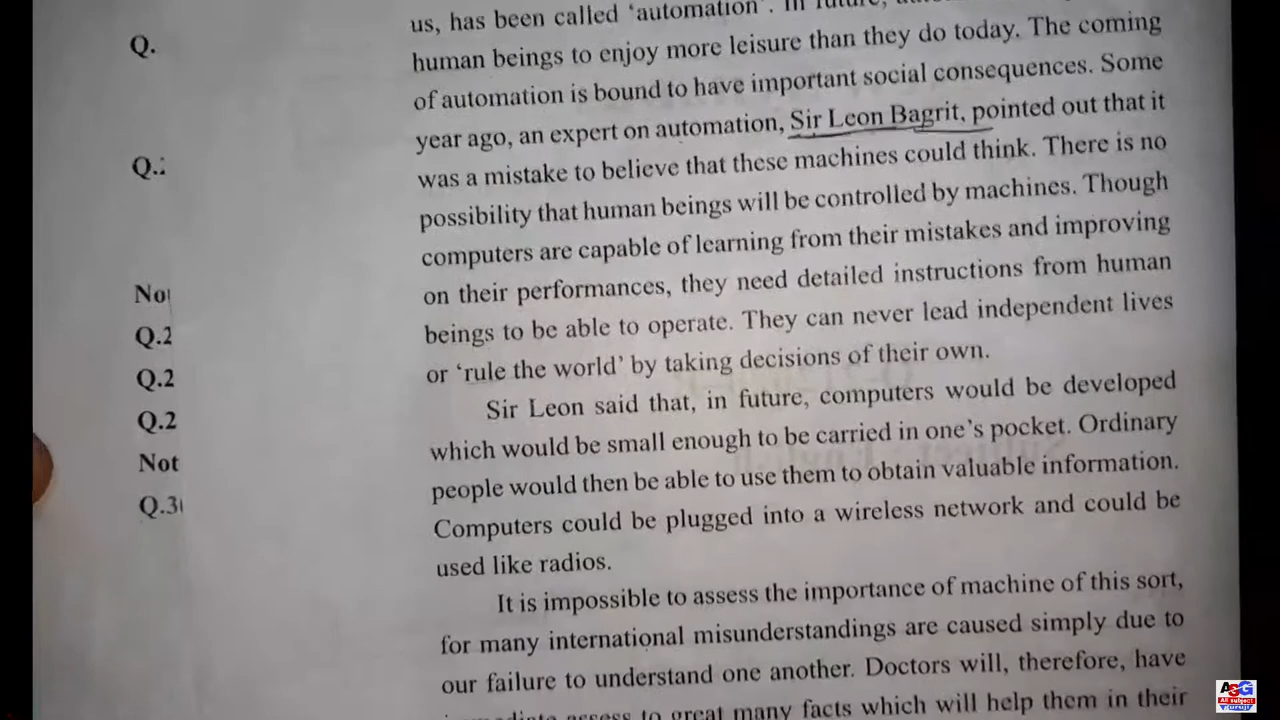 Q.
Q.
No
Q.2
Q.2
Q.2
Not
Q.3
us, has been called ‘automation’. In future,
human beings to enjoy more leisure than they do today. The coming
of automation is bound to have important social consequences. Some
year ago, an expert on automation, Sir Leon Bagrit, pointed out that it
was a mistake to believe that these machines could think. There is no
possibility that human beings will be controlled by machines. Though
computers are capable of learning from their mistakes and improving
on their performances, they need detailed instructions from human
beings to be able to operate. They can never lead independent lives
or ‘rule the world’ by taking decisions of their own.
Sir Leon said that, in future, computers would be developed
which would be small enough to be carried in one’s pocket. Ordinary
people would then be able to use them to obtain valuable information.
Computers could be plugged into a wireless network and could be
used like radios.
It is impossible to assess the importance of machine of this sort,
for many international misunderstandings are caused simply due to
our failure to understand one another. Doctors will, therefore, have
access to great many facts which will help them in their
ASG
All subject